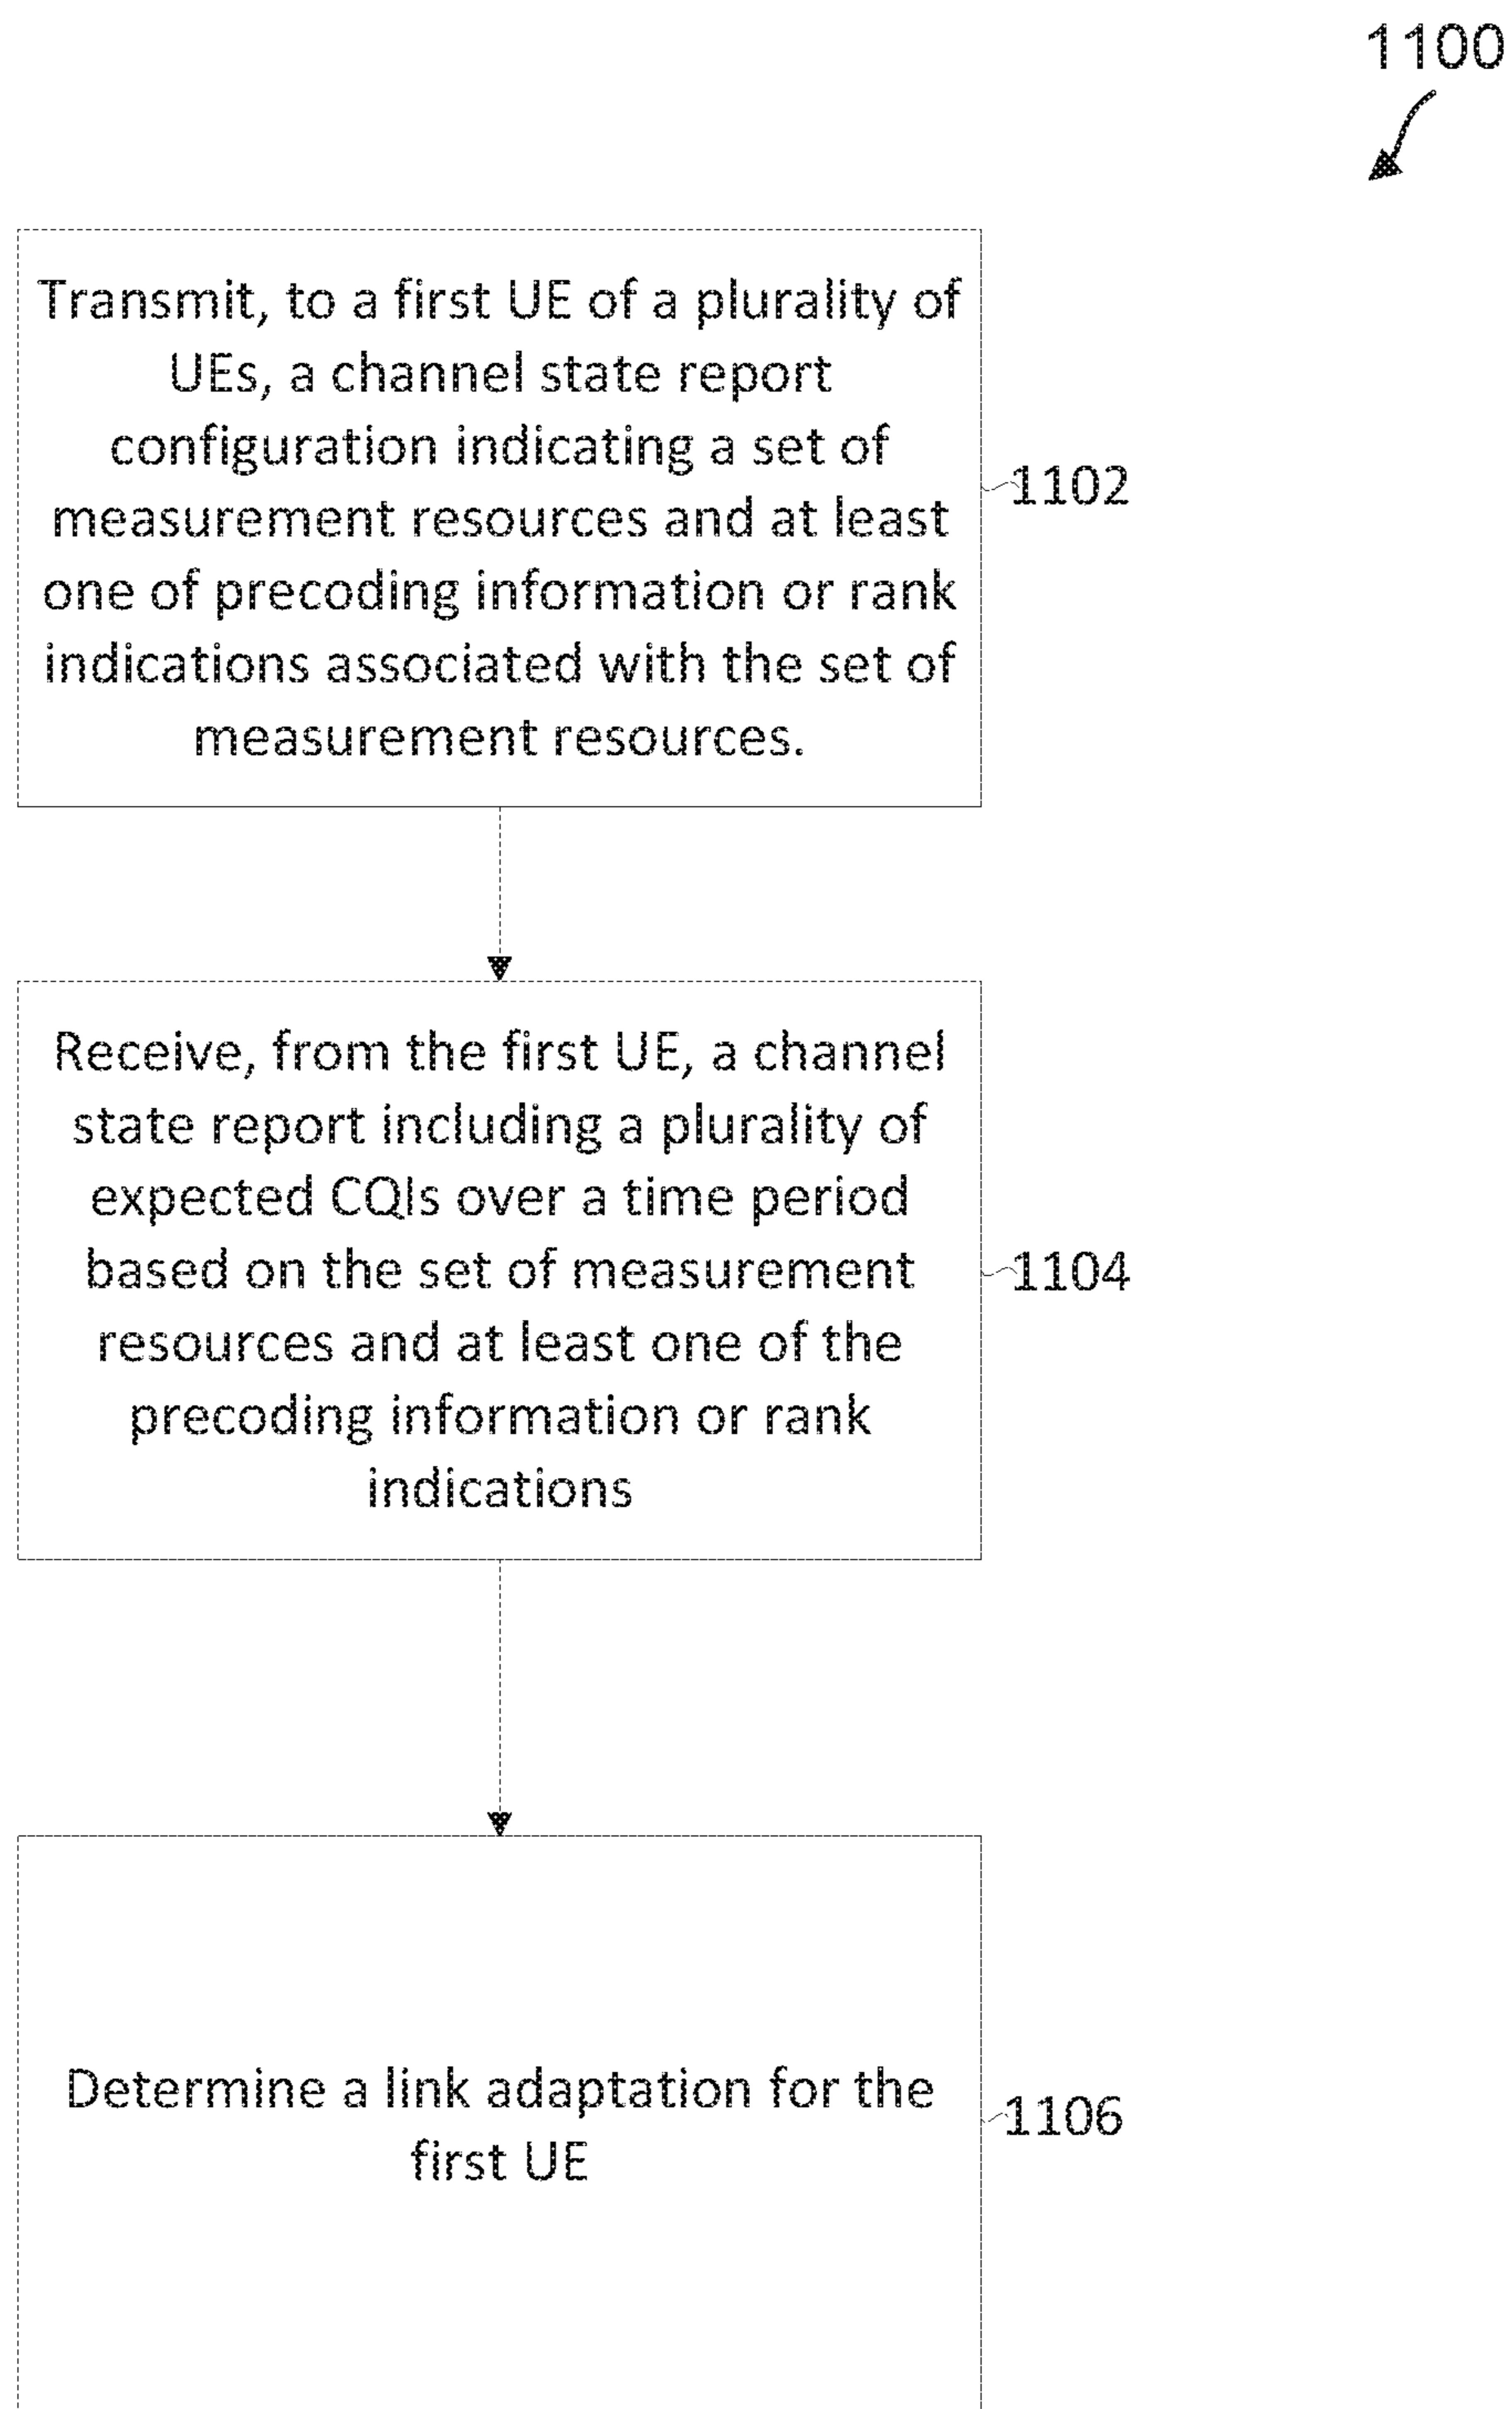 1100
Transmit, to a first UE of a plurality of
UEs, a channel state report
configuration indicating a set of
measurement resources and at least
one of precoding information or rank
indications associated with the set of
measurement resources.
1102
Receive, from the first UE, a channel
state report including a plurality of
expected CQIs over a time period
based on the set of measurement
resources and at least one of the
precoding information or rank
indications
1104
Determine a link adaptation for the
first UE
1106